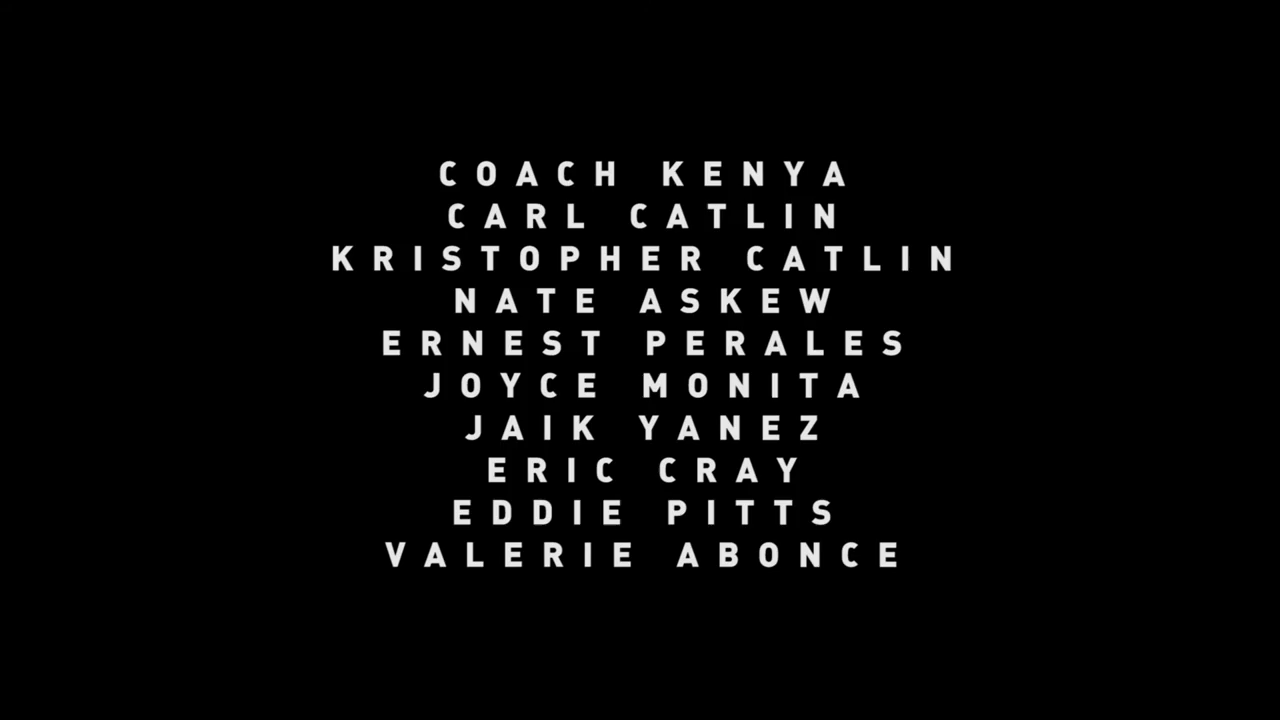 COACH KENYA
CARL CATLIN
KRISTOPHER CATLIN
NATE ASKEW
ERNEST PERALES
JOYCE MONITA
JAIK YANEZ
ERIC CRAY
EDDIE PITTS
VALERIE ABONCE